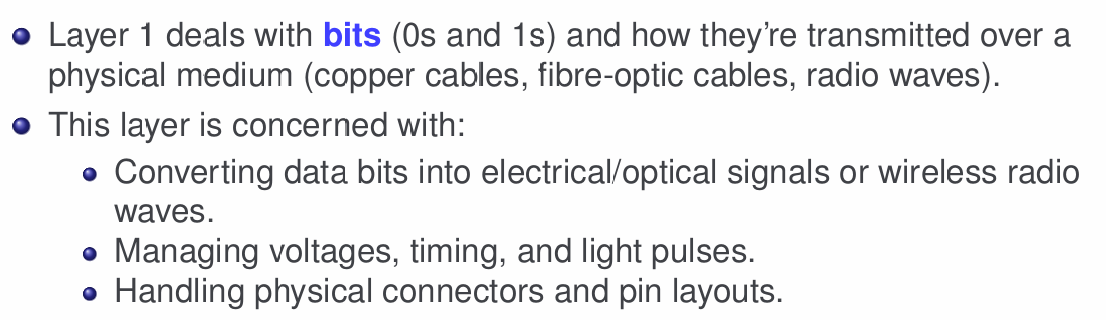 Layer 1 deals with bits (0s and 1s) and how they're transmitted over a
physical medium (copper cables, fibre-optic cables, radio waves).
This layer is concerned with:
Converting data bits into electrical/optical signals or wireless radio
waves.
Managing voltages, timing, and light pulses.
Handling physical connectors and pin layouts.